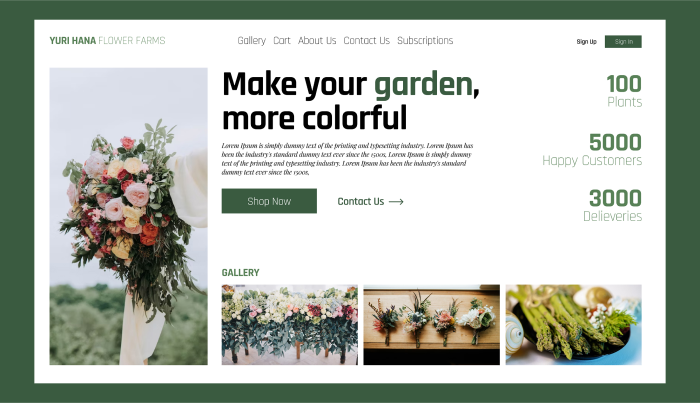 YURI HANA FLOWER FARMS
Gallery Cart About Us Contact Us Subscriptions
Sign Up Sign In
Make your garden,
more colorful
Lorem Ipsum is simply dummy text of the printing and typesetting industry. Lorem Ipsum has
been the industry's standard dummy text ever since the 1500s, Lorem Ipsum is simply dummy
text of the printing and typesetting industry. Lorem Ipsum has been the industry's standard
dummy text ever since the 1500s,
Shop Now
Contact Us
100
Plants
5000
Happy Customers
3000
Delieveries
GALLERY